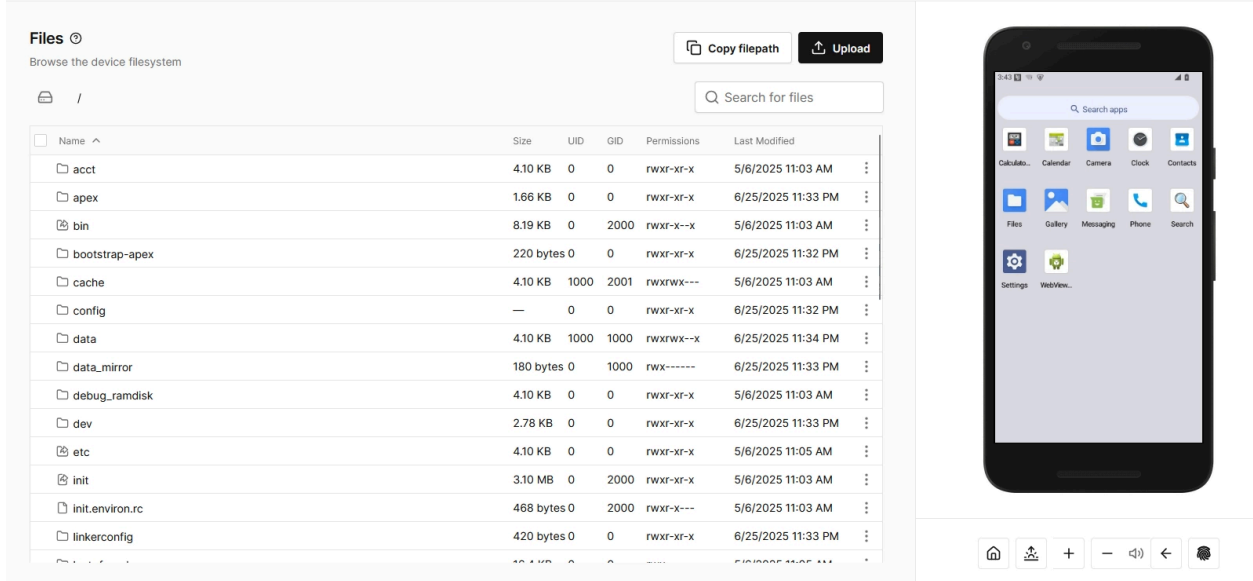 Files
Copy filepath
Upload
Browse the device filesystem
/
Search for files
Name Size UID GID Permissions Last Modified
acct 4.10 KB 0 0 rwxr-xr-x 5/6/2025 11:03 AM
apex 1.66 KB 0 0 rwxr-xr-x 6/25/2025 11:33 PM
bin 8.19 KB 0 2000 rwxr-x--x 5/6/2025 11:03 AM
bootstrap-apex 220 bytes 0 0 rwxr-xr-x 6/25/2025 11:32 PM
cache 4.10 KB 1000 2001 rwxrwx--- 5/6/2025 11:03 AM
config — 0 0 rwxr-xr-x 6/25/2025 11:32 PM
data 4.10 KB 1000 1000 rwxrwx--x 6/25/2025 11:34 PM
data_mirror 180 bytes 0 1000 rwx------ 6/25/2025 11:33 PM
debug_ramdisk 4.10 KB 0 0 rwxr-xr-x 5/6/2025 11:03 AM
dev 2.78 KB 0 0 rwxr-xr-x 6/25/2025 11:33 PM
etc 4.10 KB 0 0 rwxr-xr-x 5/6/2025 11:05 AM
init 3.10 MB 0 2000 rwxr-xr-x 5/6/2025 11:03 AM
init.environ.rc 468 bytes 0 2000 rwxr-x--- 5/6/2025 11:03 AM
linkerconfig 420 bytes 0 0 rwxr-xr-x 6/25/2025 11:33 PM
3:43
Search apps
Calculato... Calendar Camera Clock Contacts
Files Gallery Messaging Phone Search
Settings WebView...